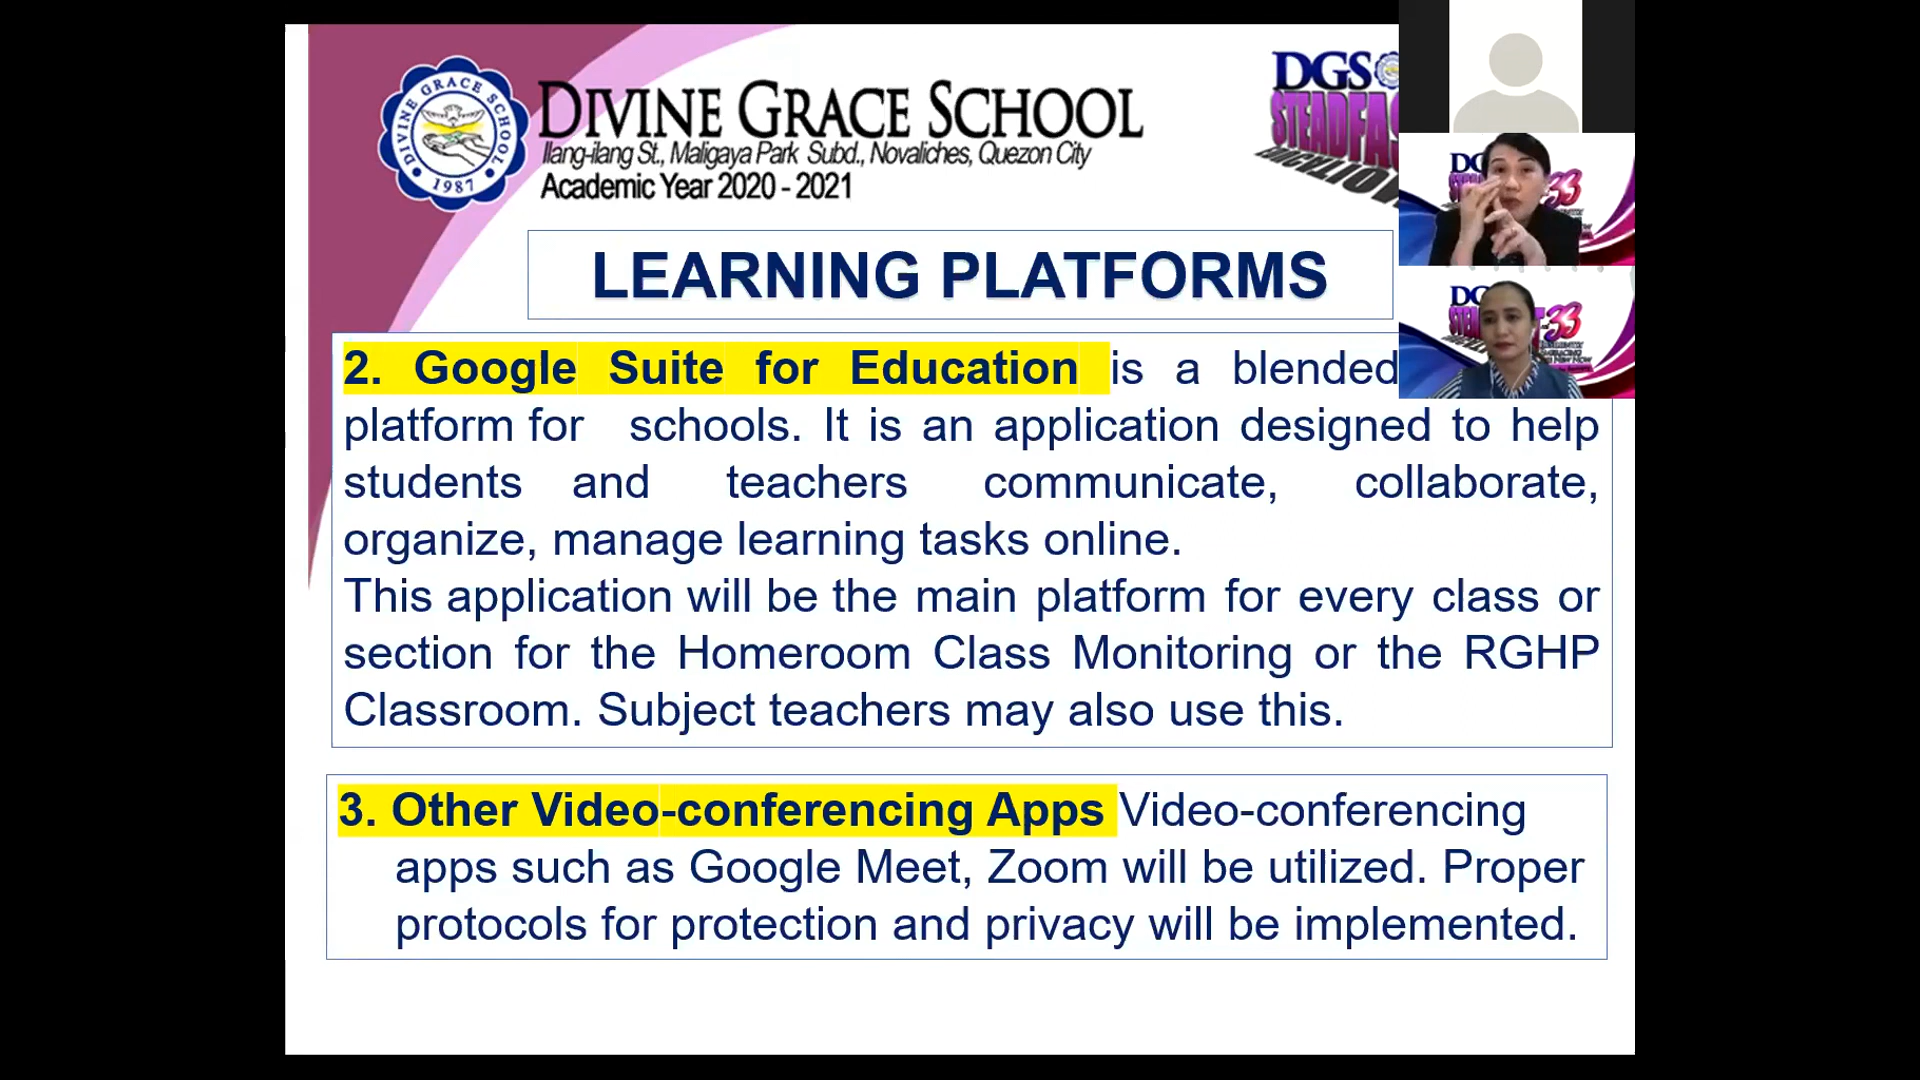 DIVINE GRACE SCHOOL
1987
DIVINE GRACE SCHOOL
Ilang-ilang St., Maligaya Park Subd., Novaliches, Quezon City
Academic Year 2020 - 2021
DGS
LEARNING PLATFORMS
2. Google Suite for Education is a blended
platform for schools. It is an application designed to help
students and teachers communicate, collaborate,
organize, manage learning tasks online.
This application will be the main platform for every class or
section for the Homeroom Class Monitoring or the RGHP
Classroom. Subject teachers may also use this.
3. Other Video-conferencing Apps Video-conferencing
apps such as Google Meet, Zoom will be utilized. Proper
protocols for protection and privacy will be implemented.
33
33